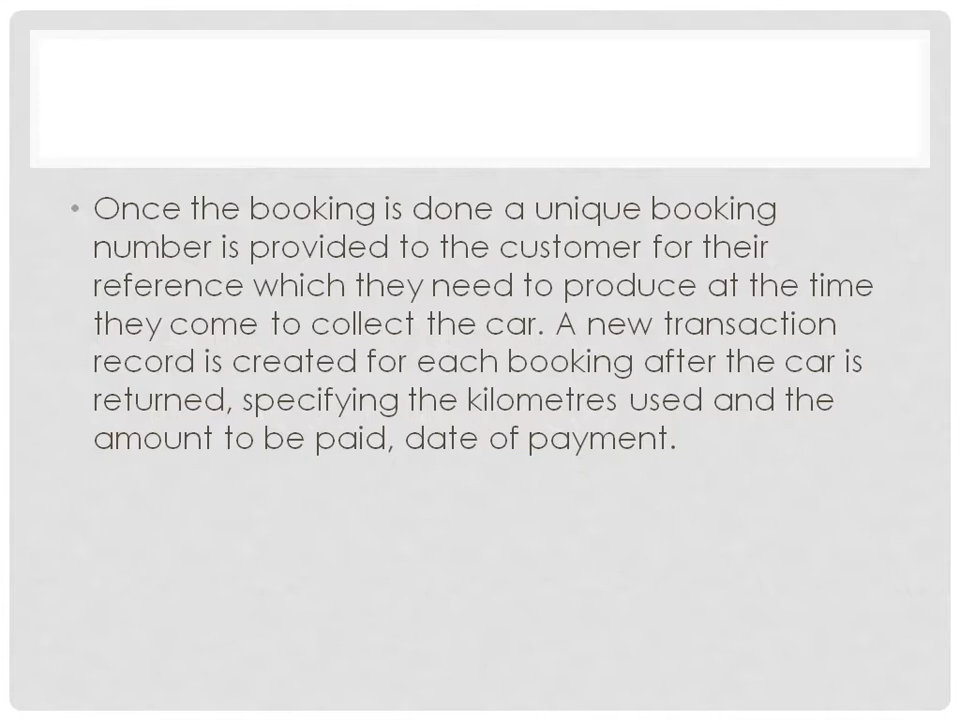 • Once the booking is done a unique booking
number is provided to the customer for their
reference which they need to produce at the time
they come to collect the car. A new transaction
record is created for each booking after the car is
returned, specifying the kilometres used and the
amount to be paid, date of payment.